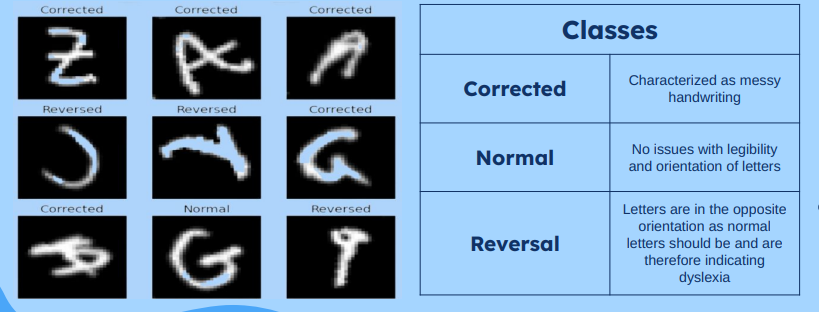 Corrected Corrected Corrected
Reversed Reversed Corrected
Corrected Normal Reversed
Classes
Corrected
Characterized as messy
handwriting
Normal
No issues with legibility
and orientation of letters
Reversal
Letters are in the opposite
orientation as normal
letters should be and are
therefore indicating
dyslexia